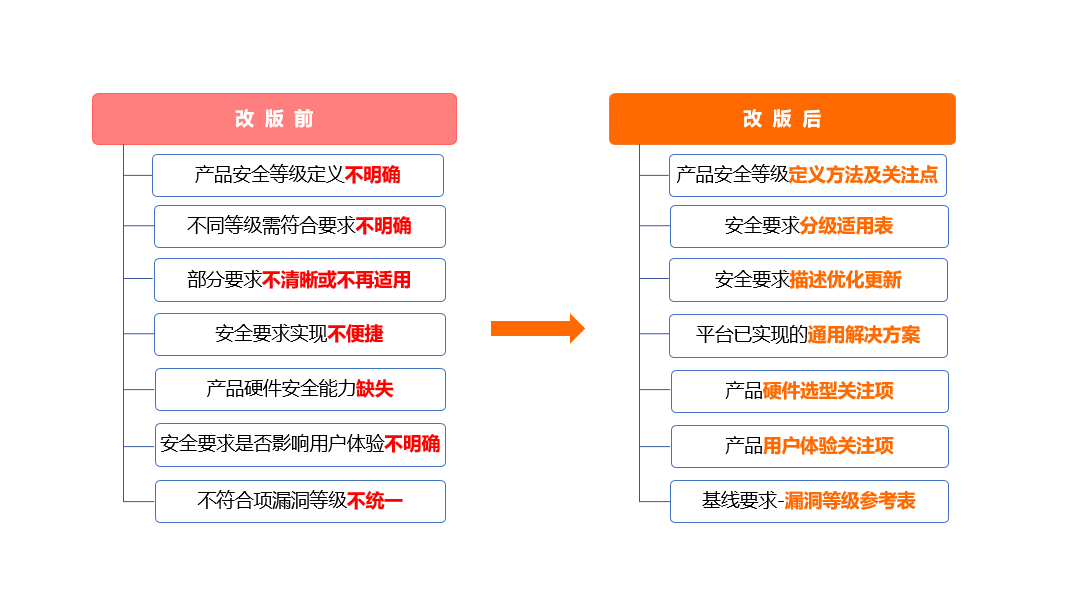 改版前
产品安全等级定义不明确
不同等级需符合要求不明确
部分要求不清晰或不再适用
安全要求实现不便捷
产品硬件安全能力缺失
安全要求是否影响用户体验不明确
不符合项漏洞等级不统一
改版后
产品安全等级定义方法及关注点
安全要求分级适用表
安全要求描述优化更新
平台已实现的通用解决方案
产品硬件选型关注项
产品用户体验关注项
基线要求-漏洞等级参考表